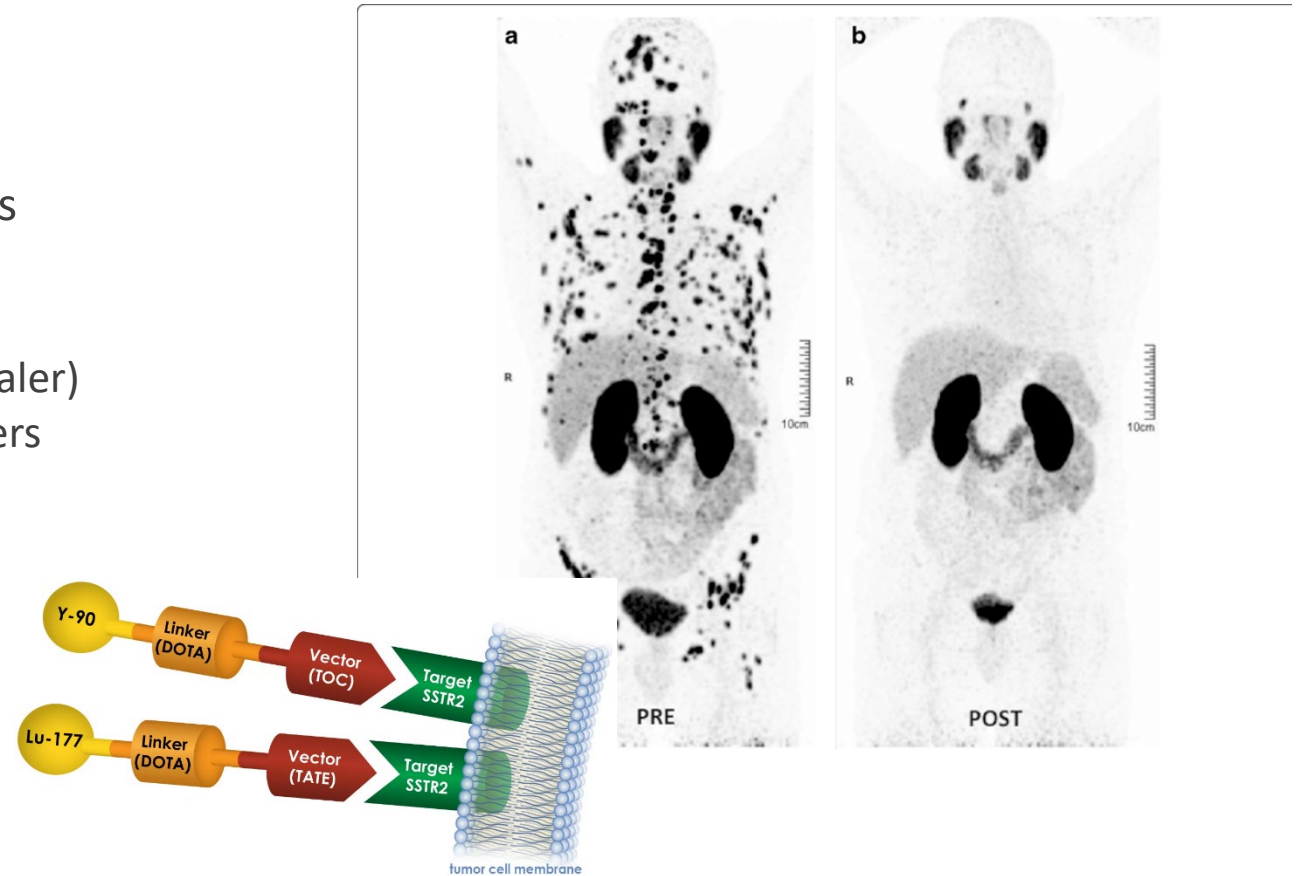 s
aler)
ers
a
b
R
10cm
R
10cm
PRE
POST
Y-90
Linker
(DOTA)
Vector
(TOC)
Target
SSTR2
Lu-177
Linker
(DOTA)
Vector
(TATE)
Target
SSTR2
tumor cell membrane